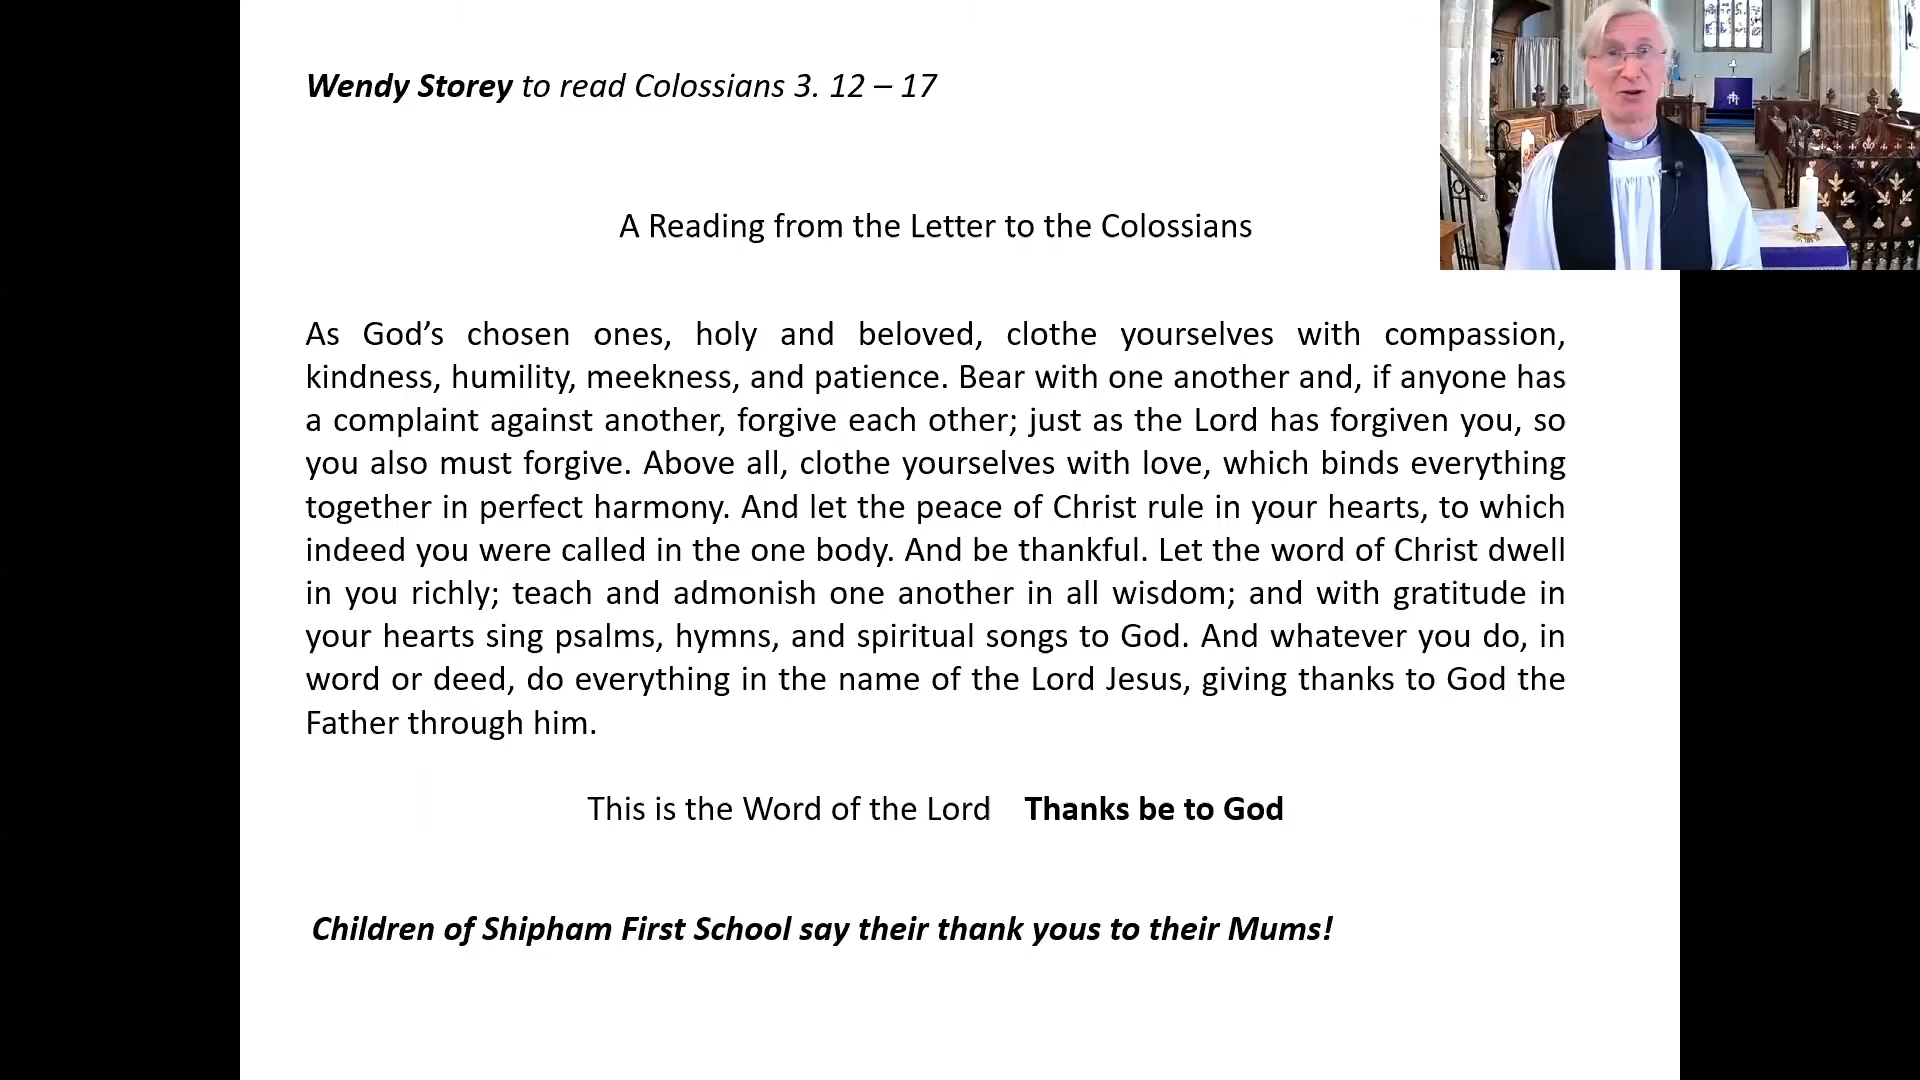 Wendy Storey to read Colossians 3. 12 – 17
A Reading from the Letter to the Colossians
As God’s chosen ones, holy and beloved, clothe yourselves with compassion,
kindness, humility, meekness, and patience. Bear with one another and, if anyone has
a complaint against another, forgive each other; just as the Lord has forgiven you, so
you also must forgive. Above all, clothe yourselves with love, which binds everything
together in perfect harmony. And let the peace of Christ rule in your hearts, to which
indeed you were called in the one body. And be thankful. Let the word of Christ dwell
in you richly; teach and admonish one another in all wisdom; and with gratitude in
your hearts sing psalms, hymns, and spiritual songs to God. And whatever you do, in
word or deed, do everything in the name of the Lord Jesus, giving thanks to God the
Father through him.
This is the Word of the Lord Thanks be to God
Children of Shipham First School say their thank yous to their Mums!